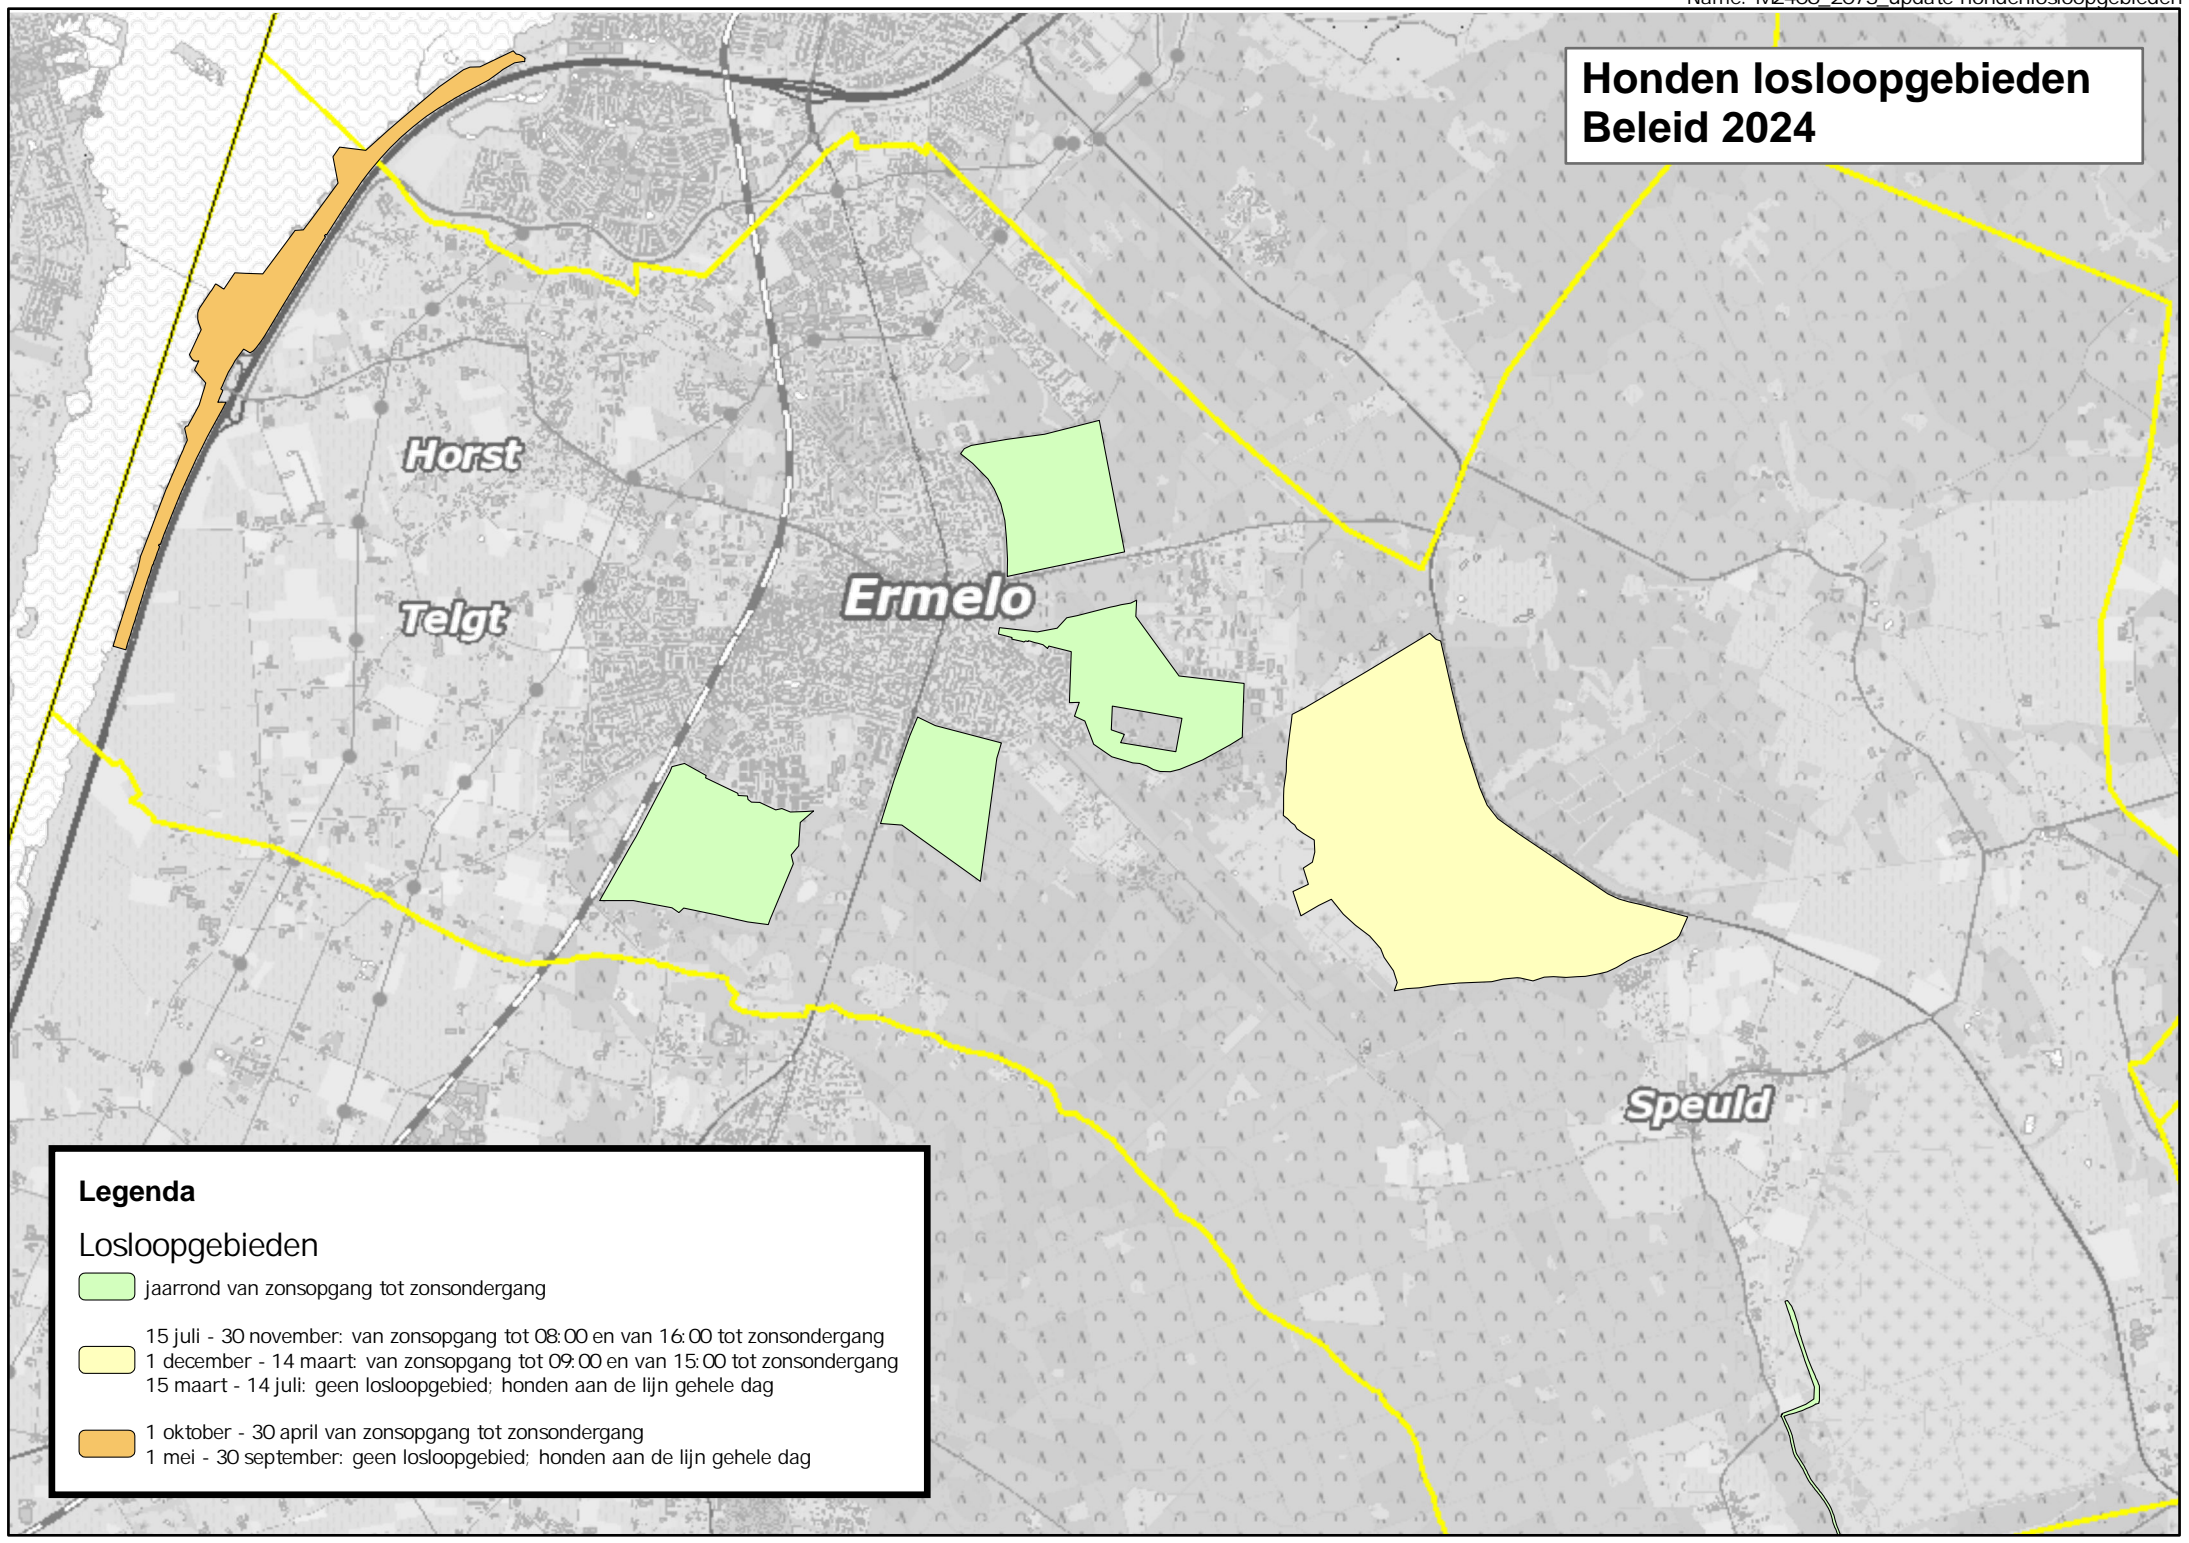 Honden losloopgebieden
Beleid 2024
Horst
Telgt
Ermelo
Speuld
Legenda
Losloopgebieden
jaarrond van zonsopgang tot zonsondergang
15 juli - 30 november: van zonsopgang tot 08:00 en van 16:00 tot zonsondergang
1 december - 14 maart: van zonsopgang tot 09:00 en van 15:00 tot zonsondergang
15 maart - 14 juli: geen losloopgebied; honden aan de lijn gehele dag
1 oktober - 30 april van zonsopgang tot zonsondergang
1 mei - 30 september: geen losloopgebied; honden aan de lijn gehele dag